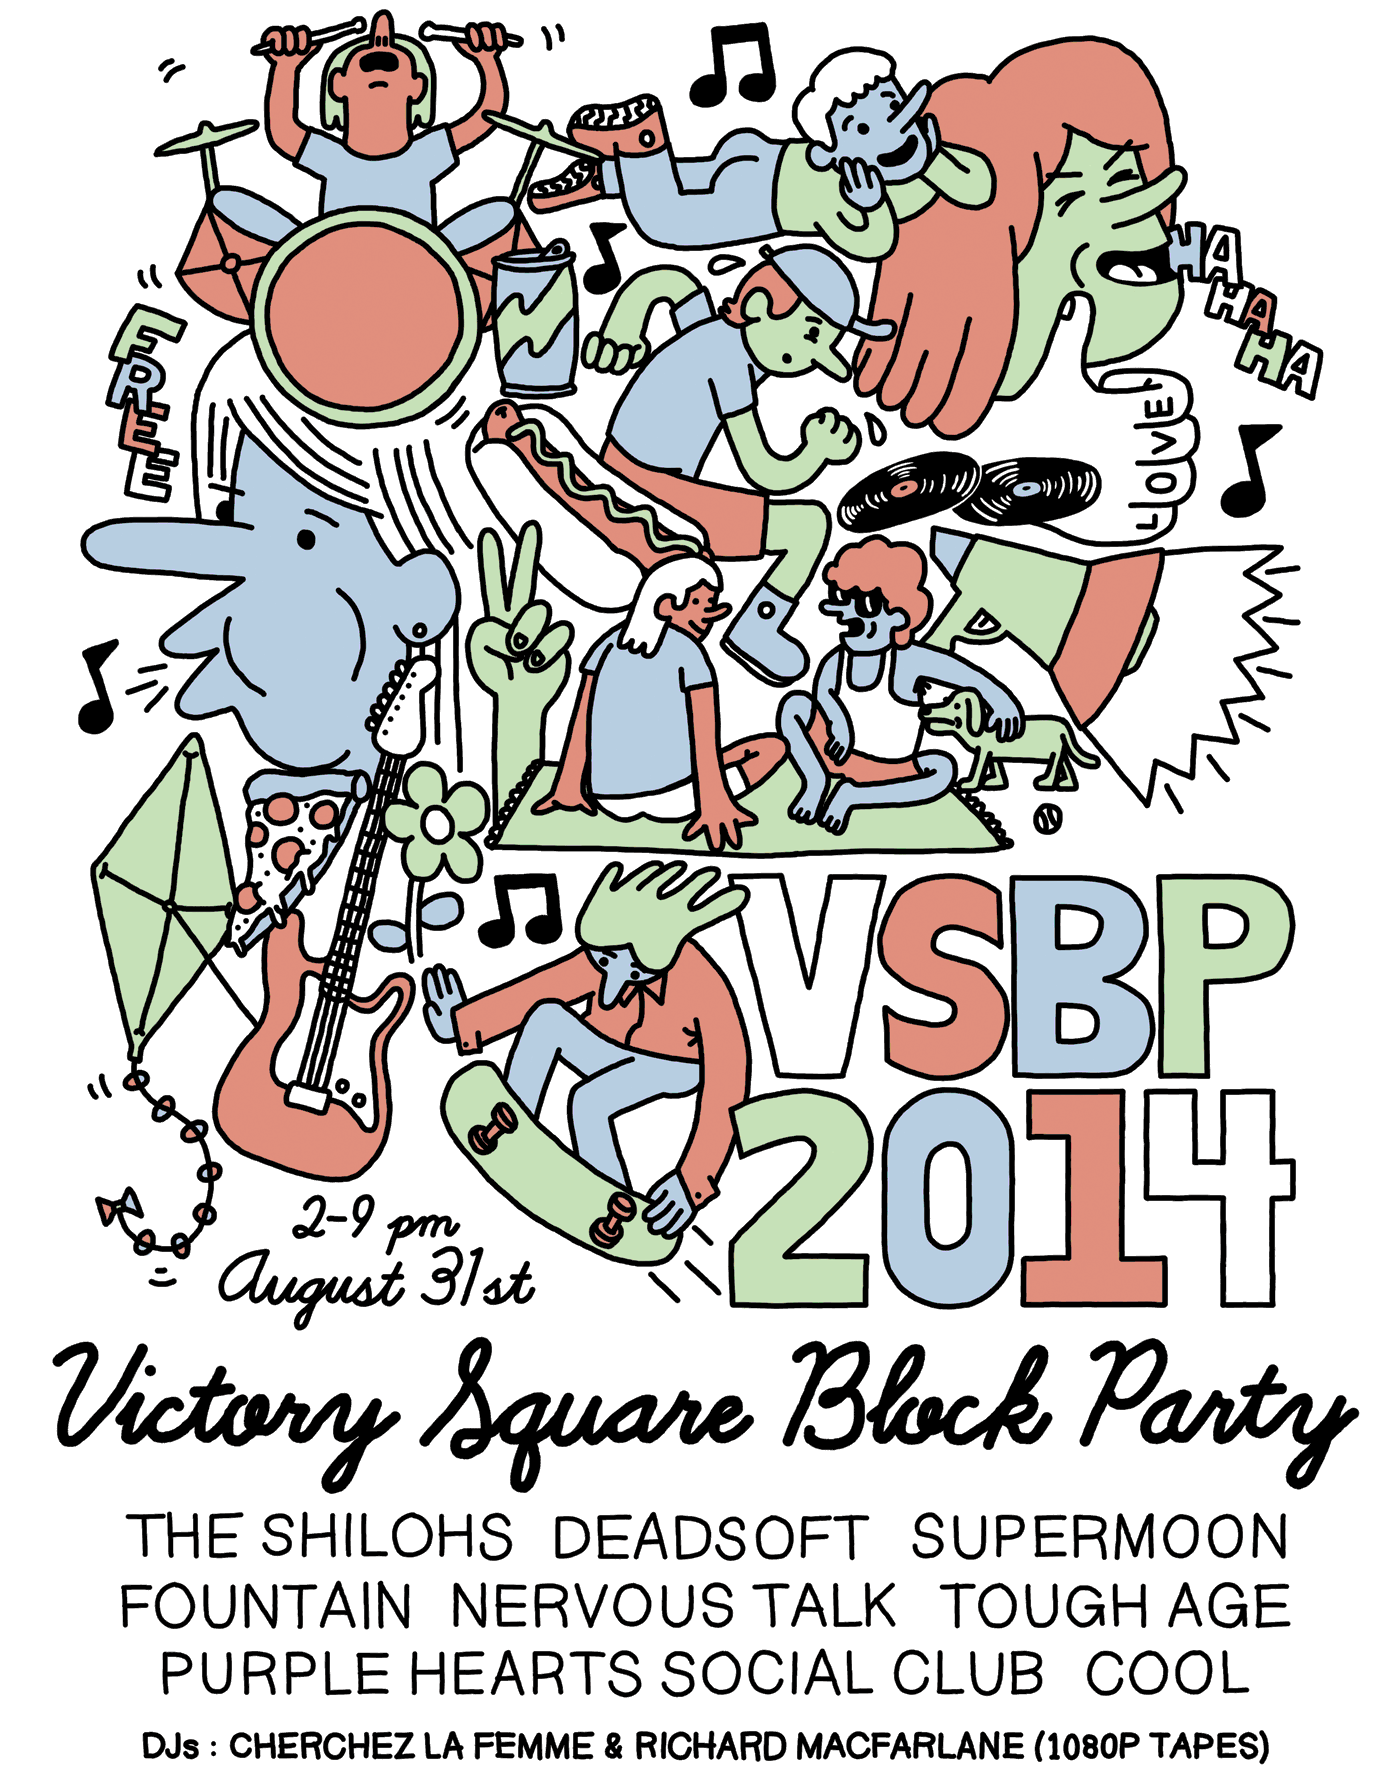 HA
HA
HA
FREE
LOVE
VSBP
2014
2-9 pm
August 31st
Victory Square Block Party
THE SHILOHS DEADSOFT SUPERMOON
FOUNTAIN NERVOUS TALK TOUGH AGE
PURPLE HEARTS SOCIAL CLUB COOL
DJs : CHERCHEZ LA FEMME & RICHARD MACFARLANE (1080P TAPES)